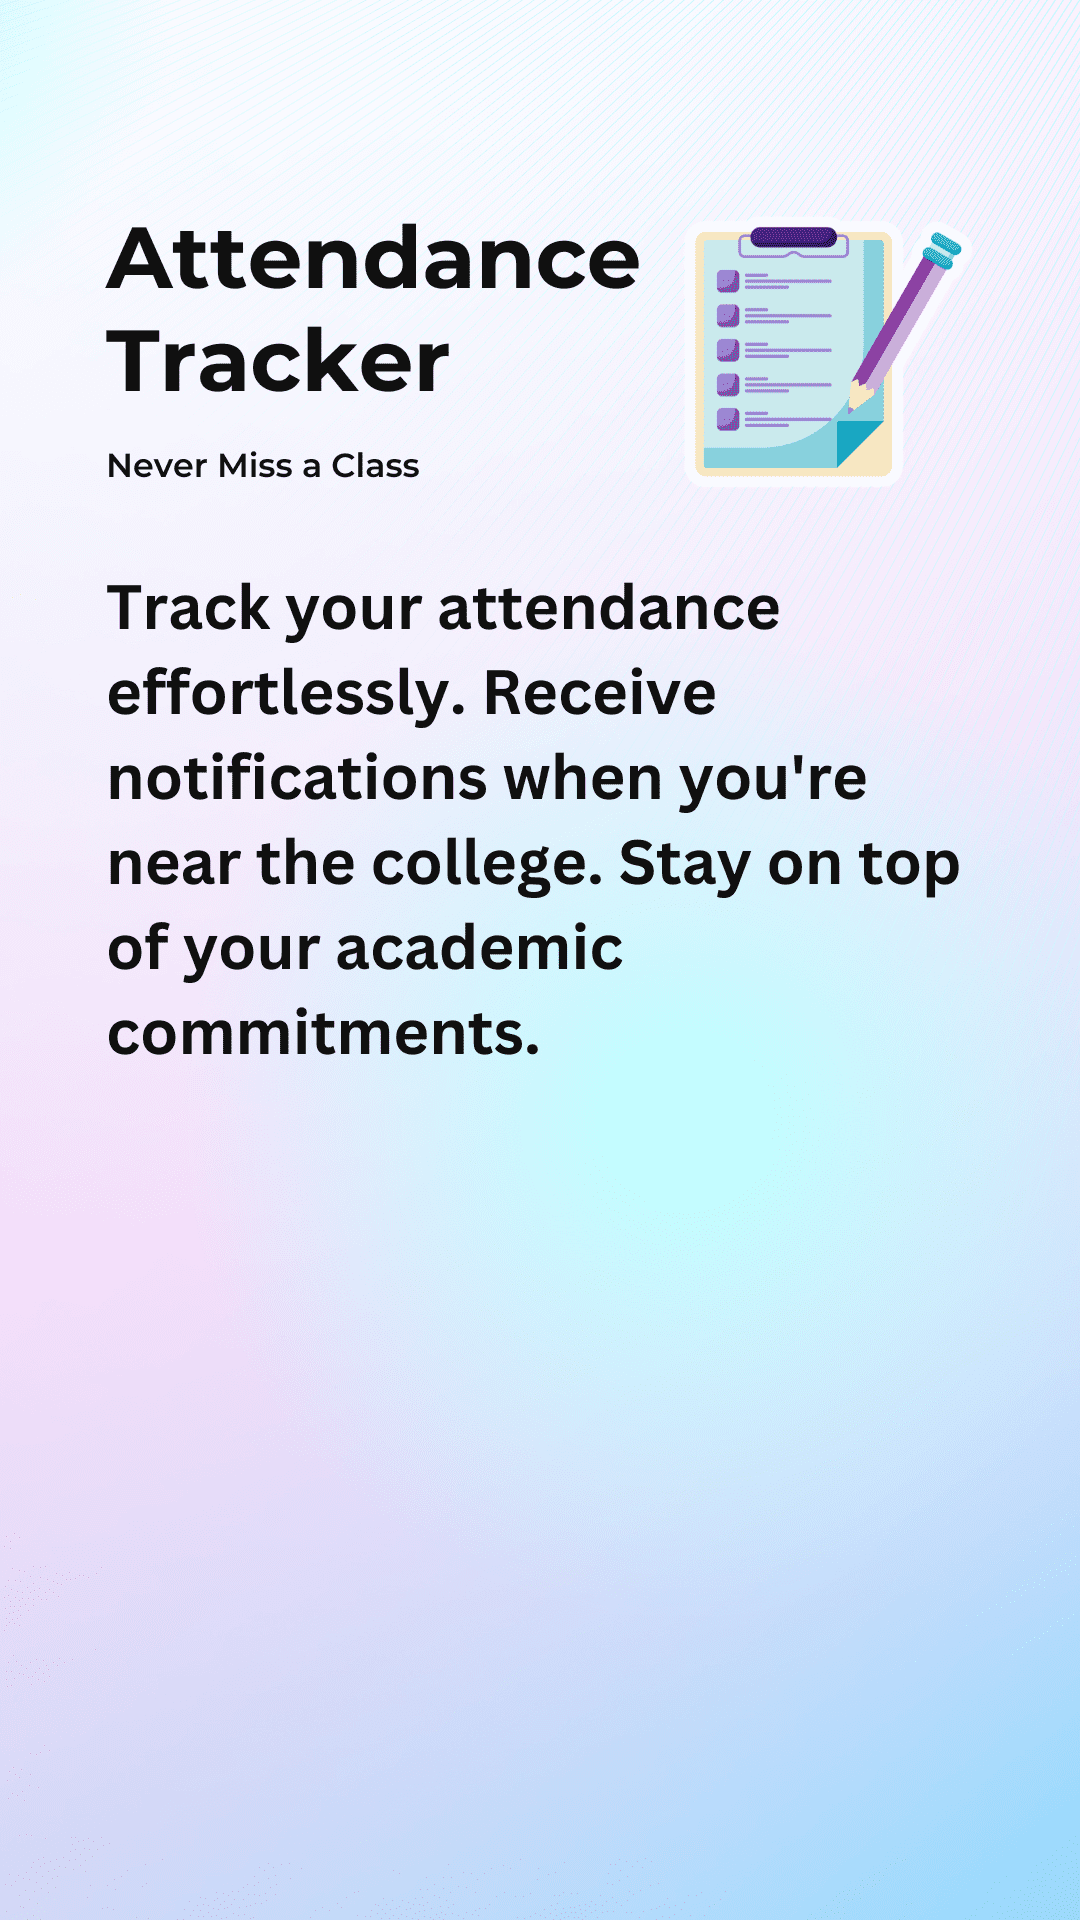 Attendance
Tracker
Never Miss a Class
Track your attendance
effortlessly. Receive
notifications when you're
near the college. Stay on top
of your academic
commitments.